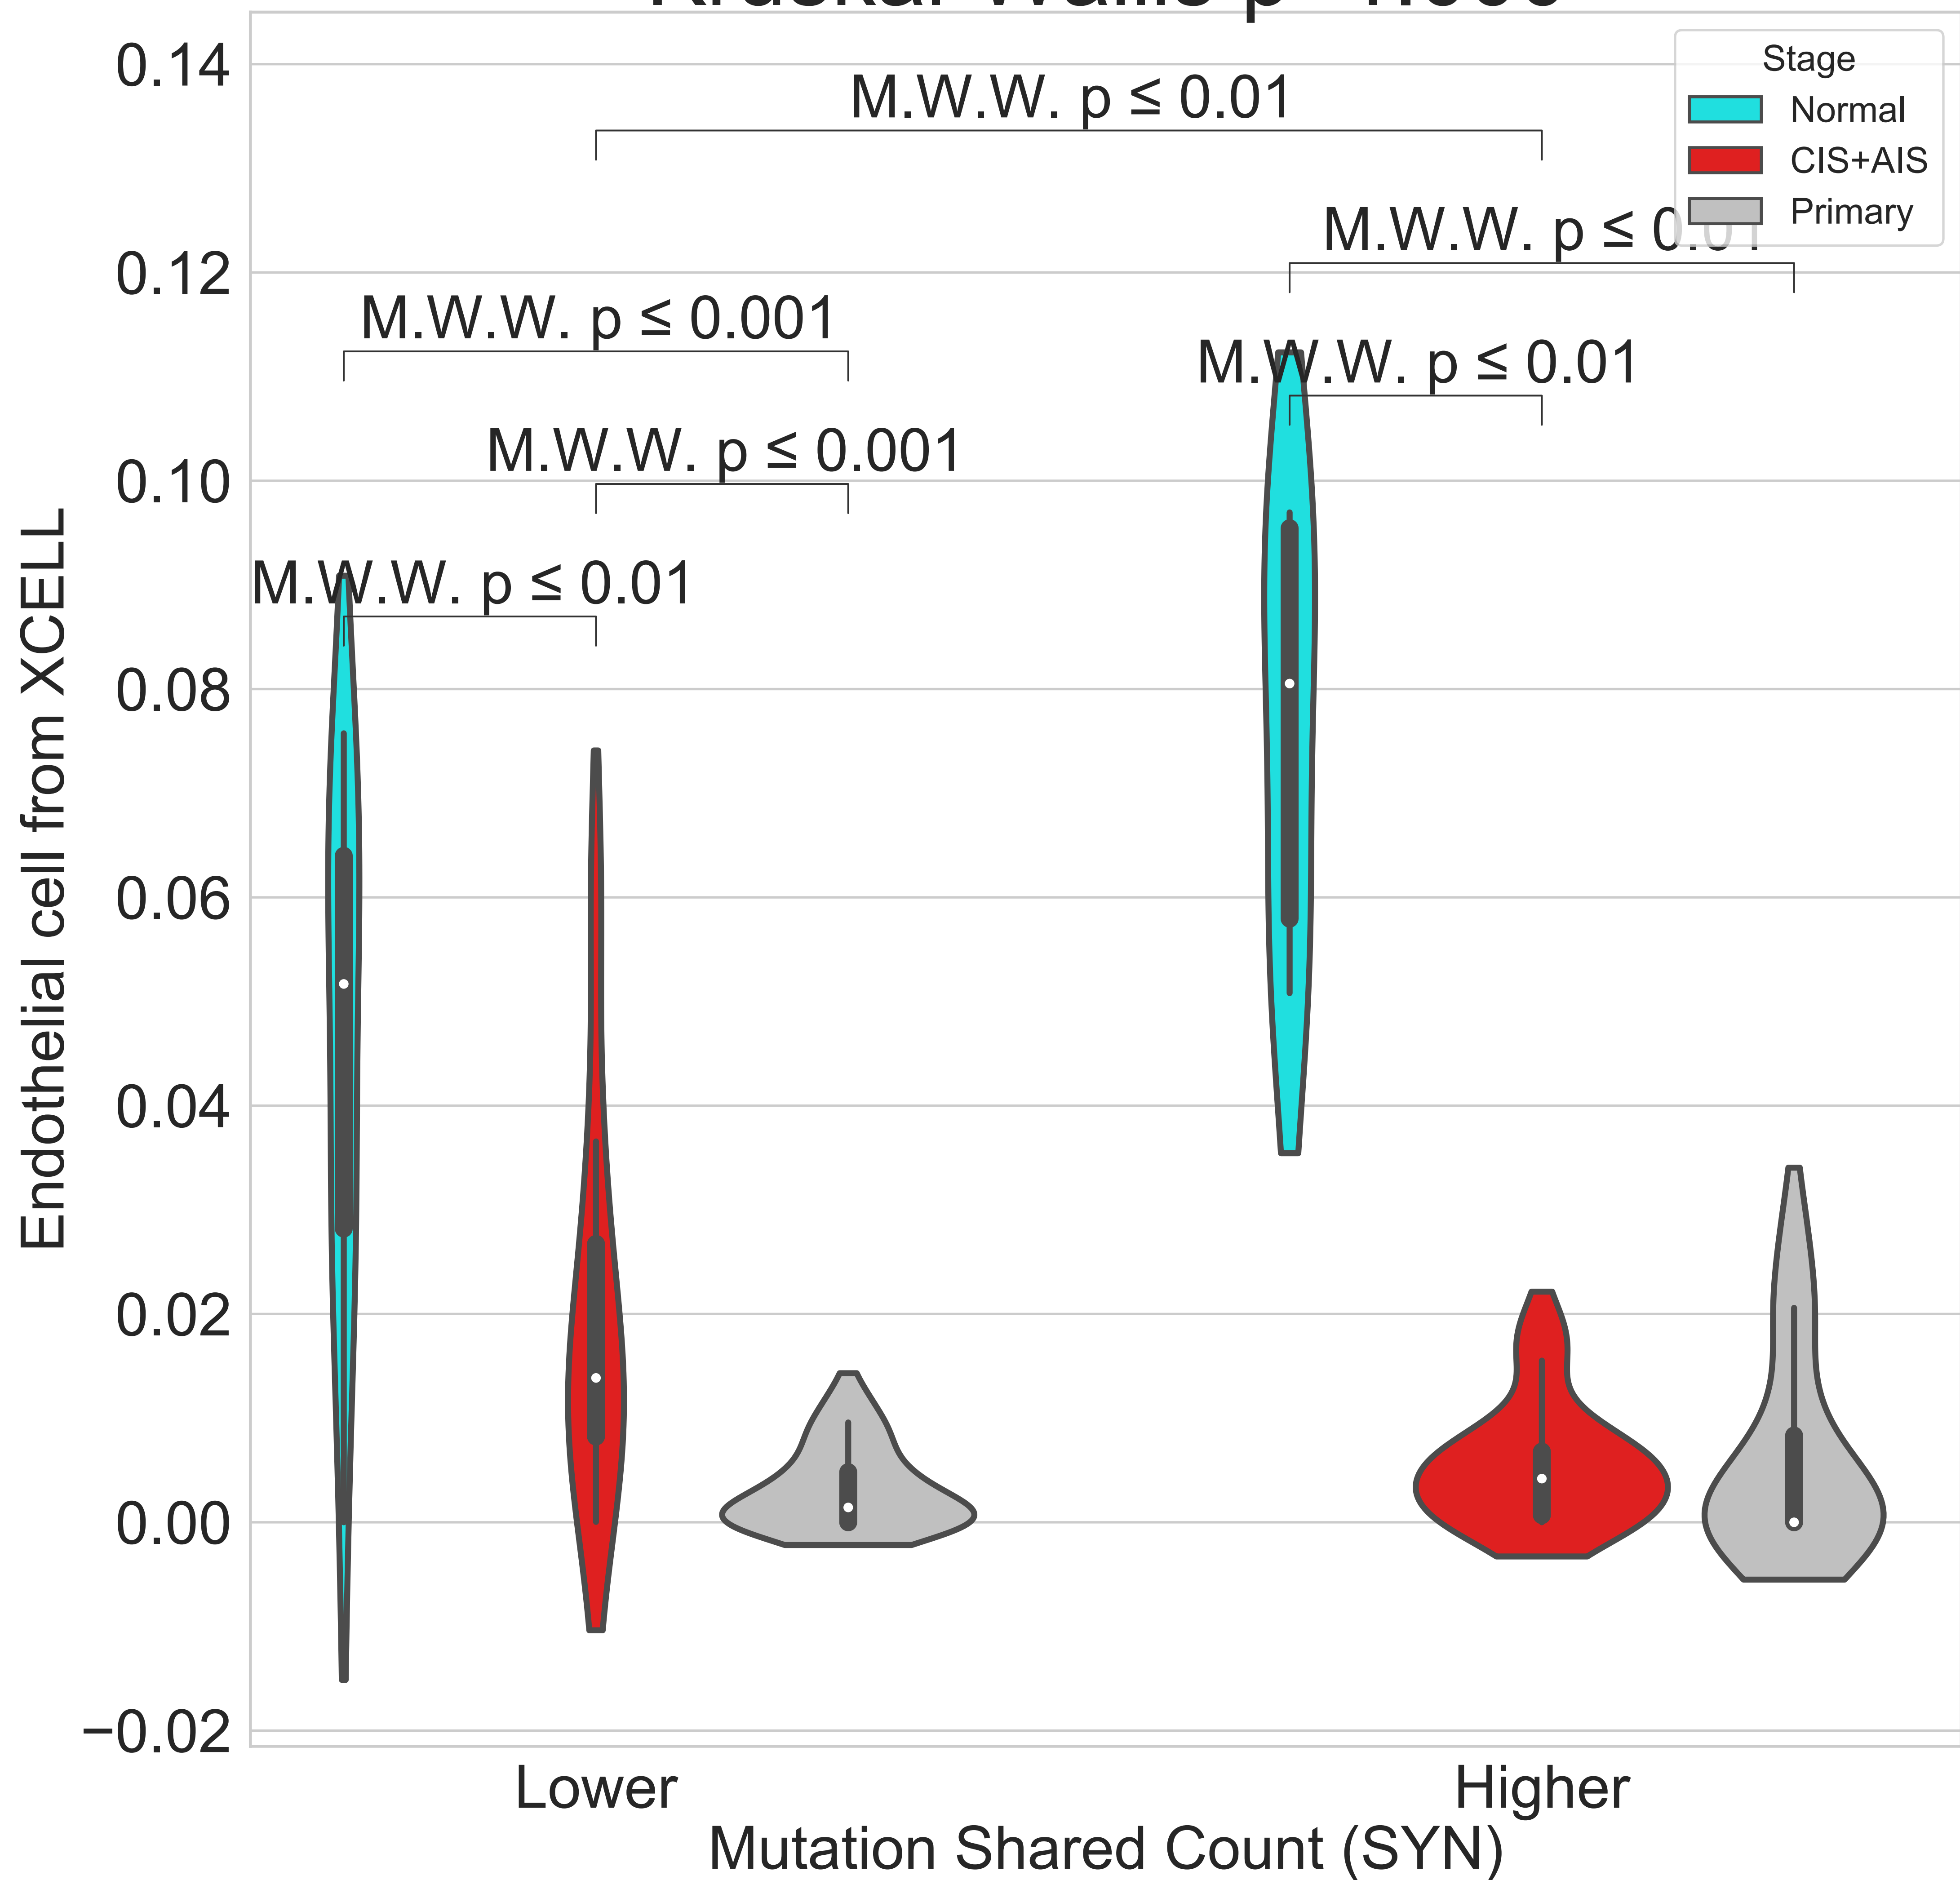 0.14
0.12
0.10
0.08
0.06
0.04
0.02
0.00
−0.02
Endothelial cell from XCELL
M.W.W. p ≤ 0.01
M.W.W. p ≤ 0.01
M.W.W. p ≤ 0.001
M.W.W. p ≤ 0.01
M.W.W. p ≤ 0.001
M.W.W. p ≤ 0.01
Stage
Normal
CIS+AIS
Primary
Lower
Higher
Mutation Shared Count (SYN)